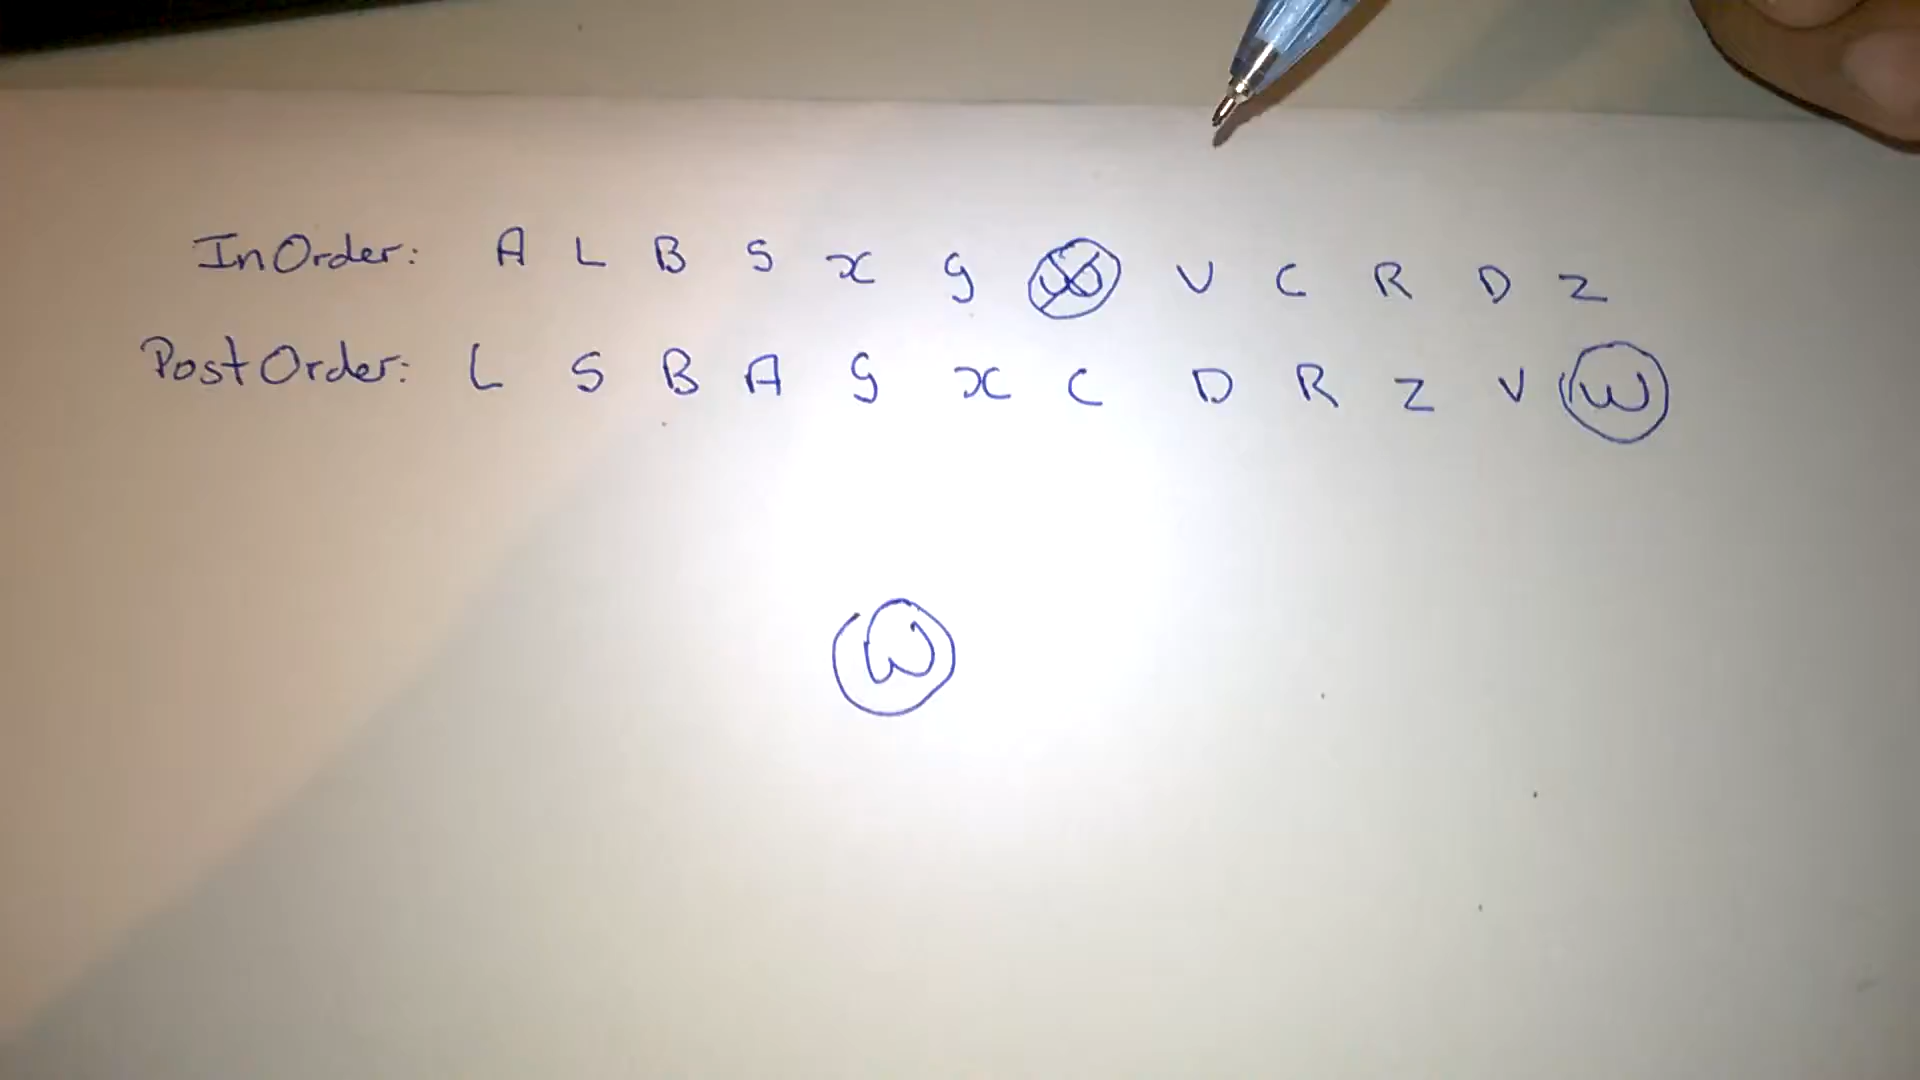 InOrder: A L B S x g W V C R D Z
PostOrder: L S B A g x C D R Z V W
W